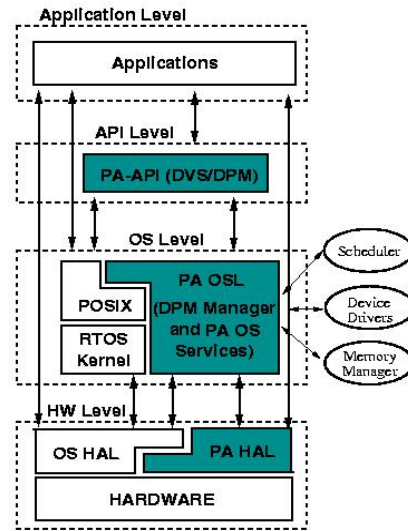 Application Level
Applications
API Level
PA-API (DVS/DPM)
OS Level
POSIX
RTOS
Kernel
PA OSL
(DPM Manager
and PA OS
Services)
Scheduler
Device
Drivers
Memory
Manager
HW Level
OS HAL
PA HAL
HARDWARE